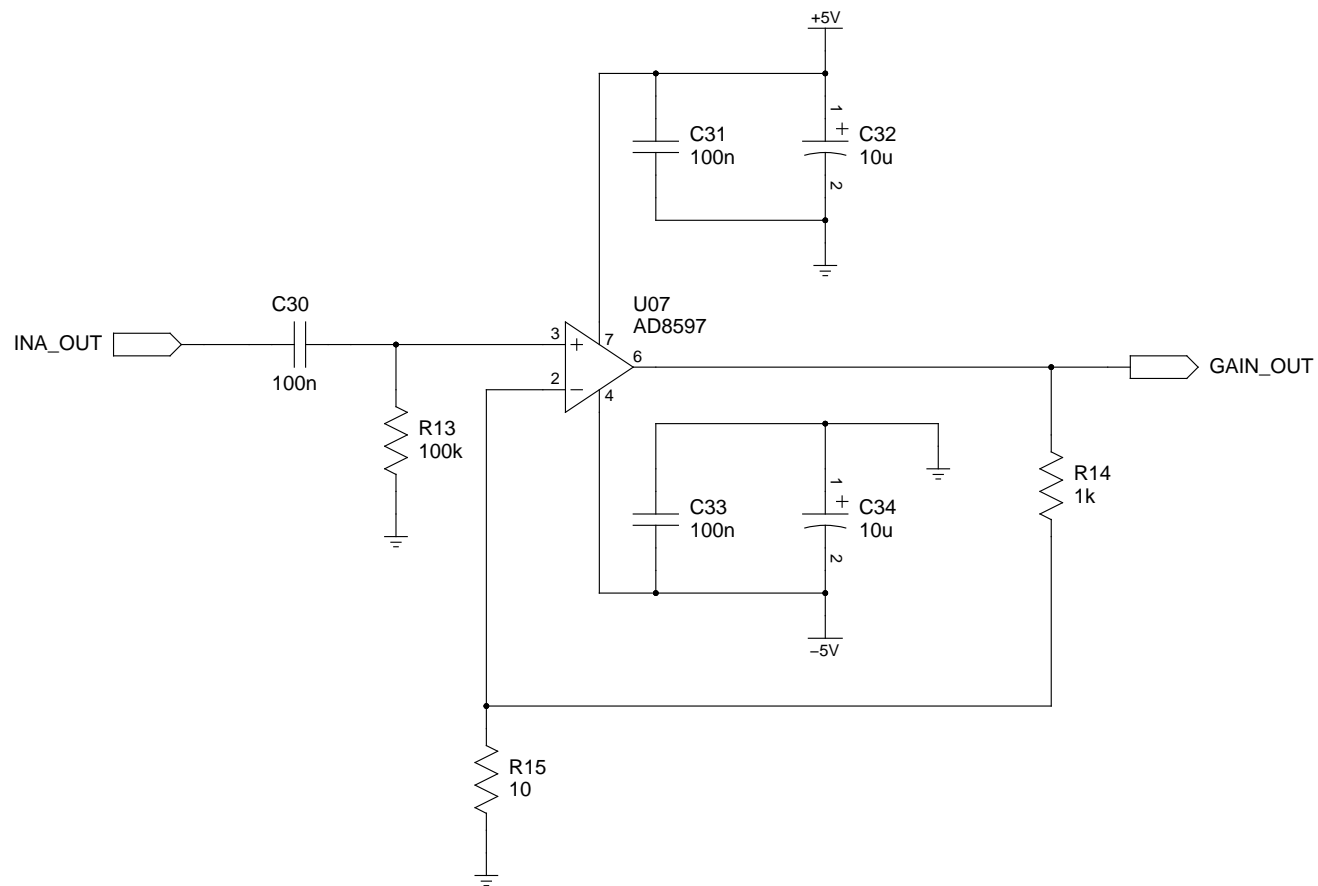 +5V
1
+
C31
100n
C32
10u
2
C30
100n
INA_OUT
U07
AD8597
3
+
7
6
2
−
4
GAIN_OUT
R13
100k
R14
1k
1
+
C33
100n
C34
10u
2
−5V
R15
10